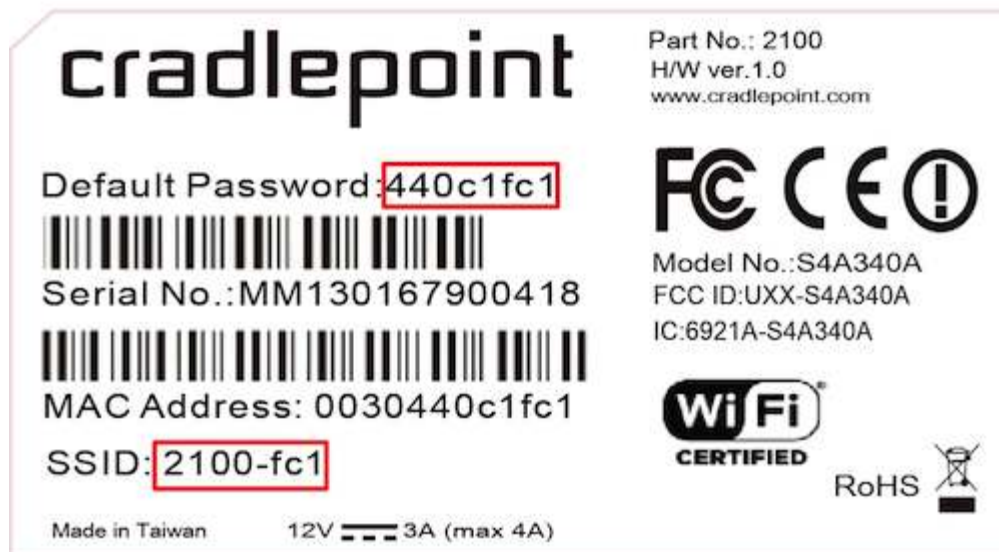 cradlepoint
Part No.: 2100
H/W ver.1.0
www.cradlepoint.com
Default Password:440c1fc1
Serial No.:MM130167900418
MAC Address: 0030440c1fc1
SSID: 2100-fc1
Made in Taiwan
12V 3A (max 4A)
FC CE
Model No.:S4A340A
FCC ID:UXX-S4A340A
IC:6921A-S4A340A
Wi Fi
CERTIFIED
RoHS